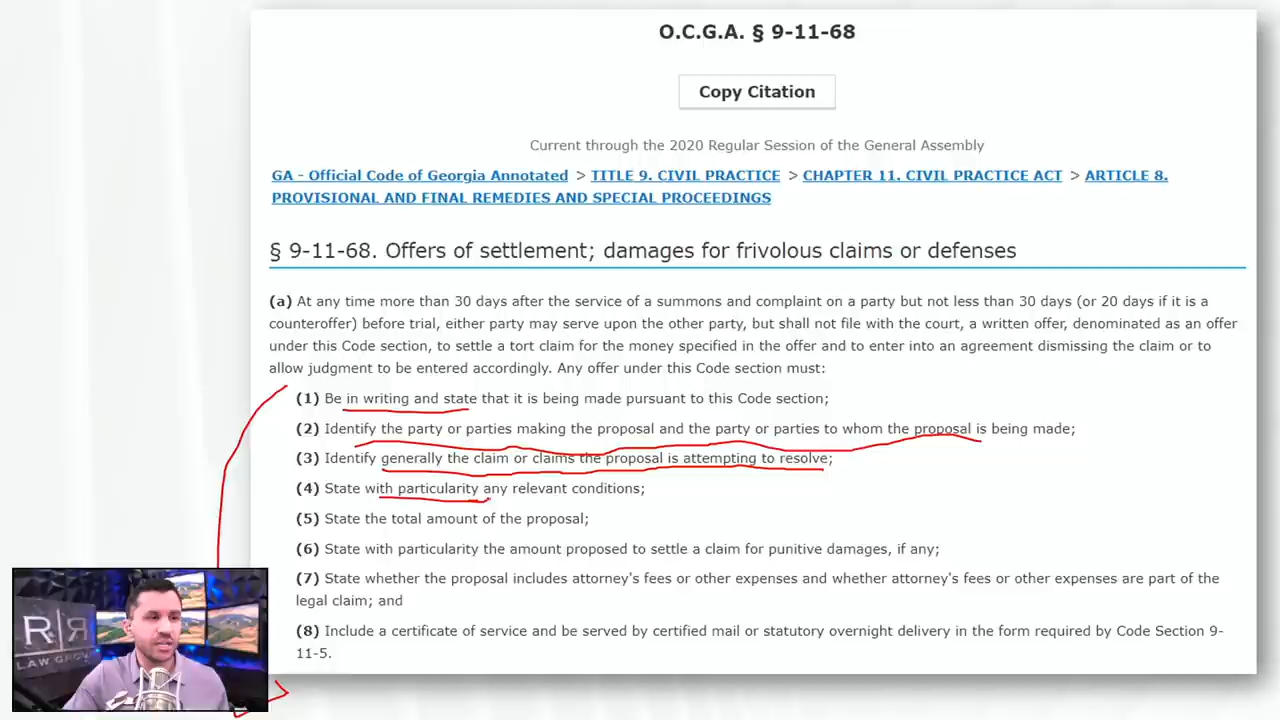 O.C.G.A. § 9-11-68
Copy Citation
Current through the 2020 Regular Session of the General Assembly
GA - Official Code of Georgia Annotated > TITLE 9. CIVIL PRACTICE > CHAPTER 11. CIVIL PRACTICE ACT > ARTICLE 8.
PROVISIONAL AND FINAL REMEDIES AND SPECIAL PROCEEDINGS
§ 9-11-68. Offers of settlement; damages for frivolous claims or defenses
(a) At any time more than 30 days after the service of a summons and complaint on a party but not less than 30 days (or 20 days if it is a
counteroffer) before trial, either party may serve upon the other party, but shall not file with the court, a written offer, denominated as an offer
under this Code section, to settle a tort claim for the money specified in the offer and to enter into an agreement dismissing the claim or to
allow judgment to be entered accordingly. Any offer under this Code section must:
(1) Be in writing and state that it is being made pursuant to this Code section;
(2) Identify the party or parties making the proposal and the party or parties to whom the proposal is being made;
(3) Identify generally the claim or claims the proposal is attempting to resolve;
(4) State with particularity any relevant conditions;
(5) State the total amount of the proposal;
(6) State with particularity the amount proposed to settle a claim for punitive damages, if any;
(7) State whether the proposal includes attorney's fees or other expenses and whether attorney's fees or other expenses are part of the
legal claim; and
(8) Include a certificate of service and be served by certified mail or statutory overnight delivery in the form required by Code Section 9-
11-5.
LAW GROUP